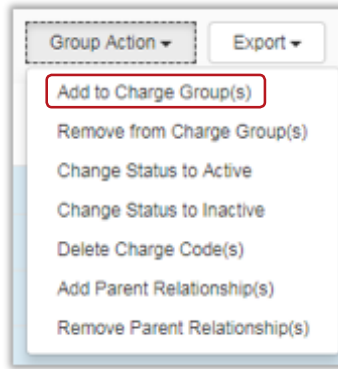 Group Action Export
Add to Charge Group(s)
Remove from Charge Group(s)
Change Status to Active
Change Status to Inactive
Delete Charge Code(s)
Add Parent Relationship(s)
Remove Parent Relationship(s)